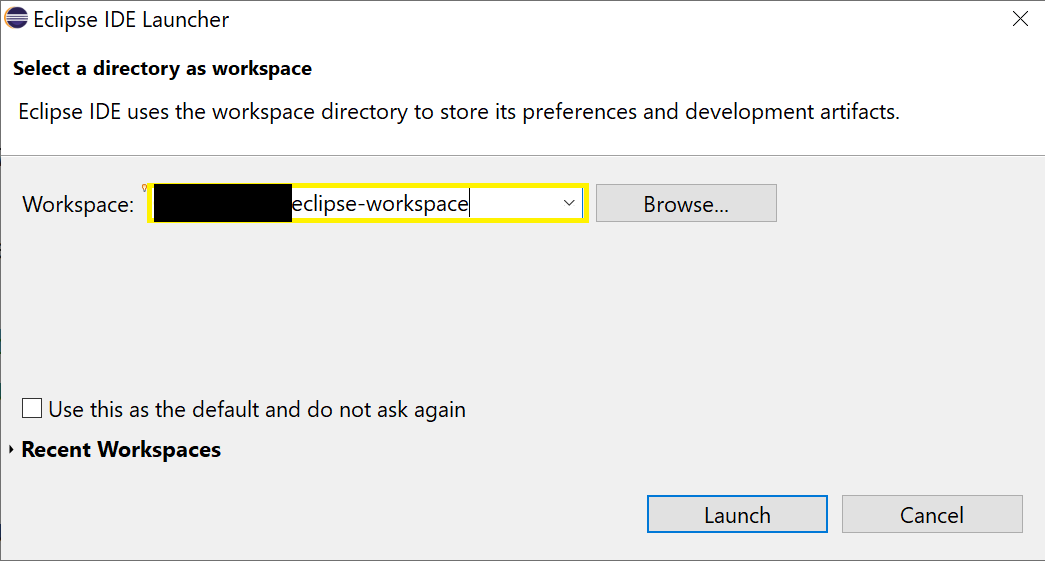 Eclipse IDE Launcher
Select a directory as workspace
Eclipse IDE uses the workspace directory to store its preferences and development artifacts.
Workspace: eclipse-workspace Browse...
Use this as the default and do not ask again
Recent Workspaces
Launch Cancel